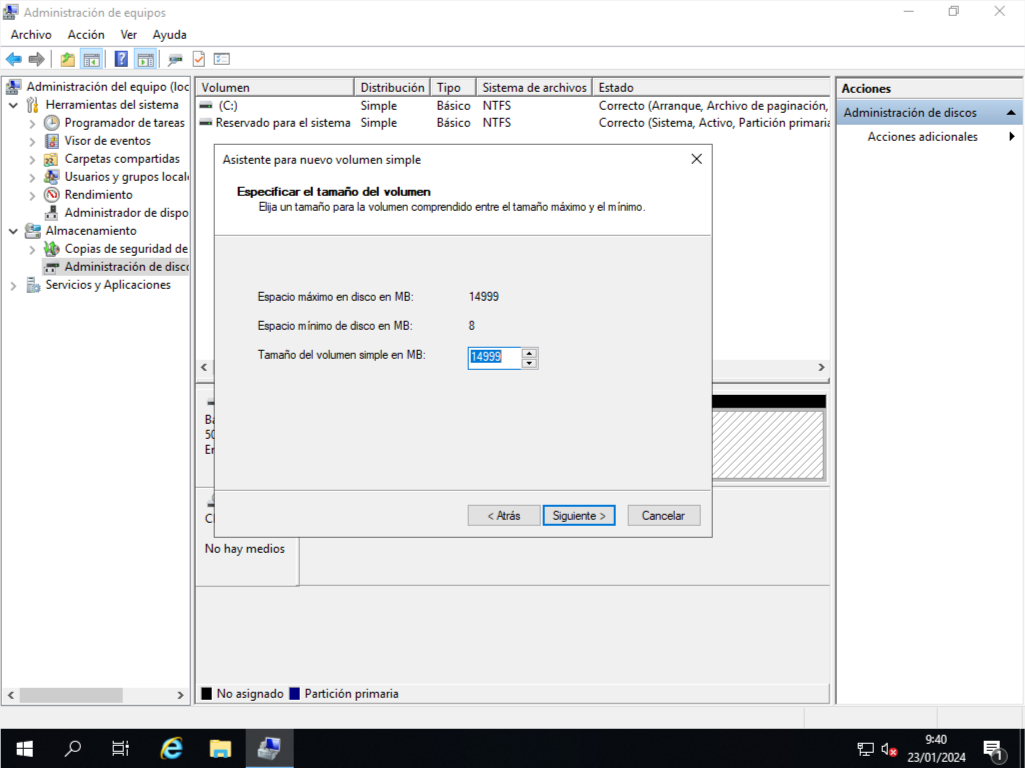 Administración de equipos
Archivo Acción Ver Ayuda
Administración del equipo (loc
Herramientas del sistema
Programador de tareas
Visor de eventos
Carpetas compartidas
Usuarios y grupos local
Rendimiento
Administrador de dispo
Almacenamiento
Copias de seguridad de
Administración de disc
Servicios y Aplicaciones
Volumen Distribución Tipo Sistema de archivos Estado
(C:) Simple Básico NTFS Correcto (Arranque, Archivo de paginación,
Reservado para el sistema Simple Básico NTFS Correcto (Sistema, Activo, Partición primaria
Acciones
Administración de discos
Acciones adicionales
Asistente para nuevo volumen simple
Especificar el tamaño del volumen
Elija un tamaño para la volumen comprendido entre el tamaño máximo y el mínimo.
Espacio máximo en disco en MB: 14999
Espacio mínimo de disco en MB: 8
Tamaño del volumen simple en MB: 14999
< Atrás Siguiente > Cancelar
No hay medios
No asignado Partición primaria
9:40
23/01/2024
1